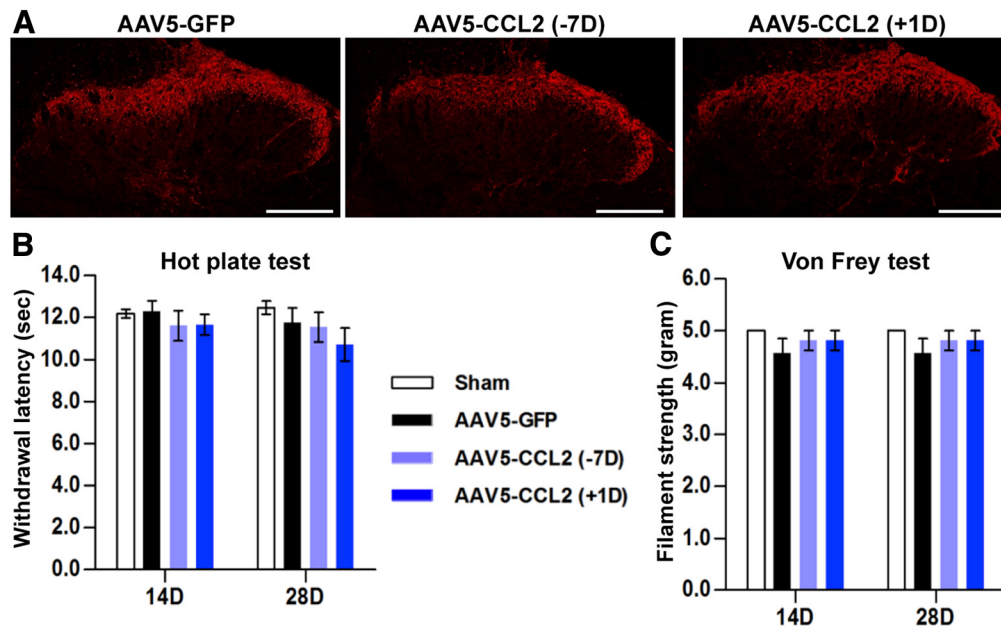 A
AAV5-GFP
AAV5-CCL2 (-7D)
AAV5-CCL2 (+1D)
B
Hot plate test
Withdrawal latency (sec)
14.0
12.0
10.0
8.0
6.0
4.0
2.0
0.0
14D
28D
Sham
AAV5-GFP
AAV5-CCL2 (-7D)
AAV5-CCL2 (+1D)
C
Von Frey test
Filament strength (gram)
6.0
5.0
4.0
3.0
2.0
1.0
0.0
14D
28D